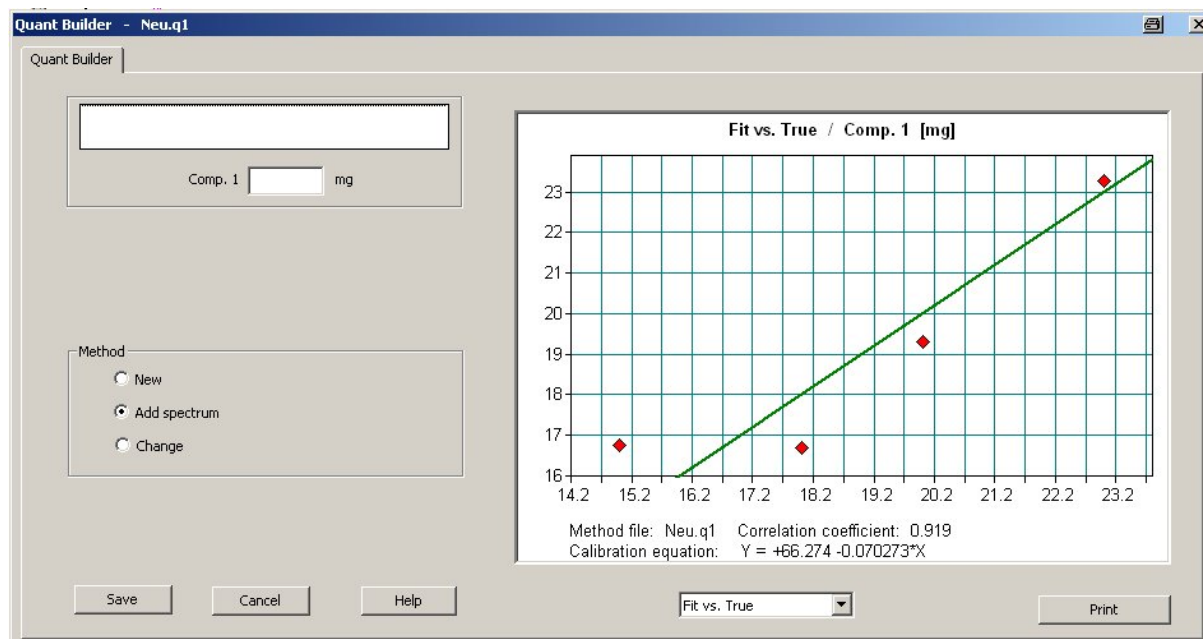 Quant Builder - Neu.q1
Quant Builder
Comp. 1 mg
Method
New
Add spectrum
Change
Save Cancel Help
Fit vs. True / Comp. 1 [mg]
23
22
21
20
19
18
17
16
14.2 15.2 16.2 17.2 18.2 19.2 20.2 21.2 22.2 23.2
Method file: Neu.q1 Correlation coefficient: 0.919
Calibration equation: Y = +66.274 -0.070273*X
Fit vs. True
Print